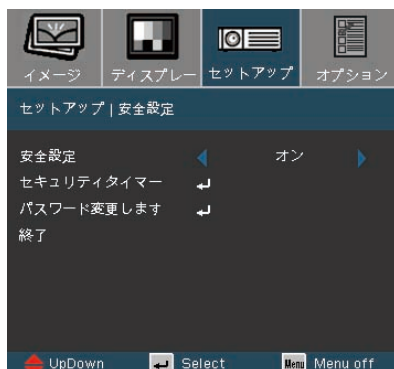 イメージ ディスプレー セットアップ オプション
セットアップ | 安全設定
安全設定 オン
セキュリティタイマー
パスワード変更します
終了
UpDown Select Menu Menu off